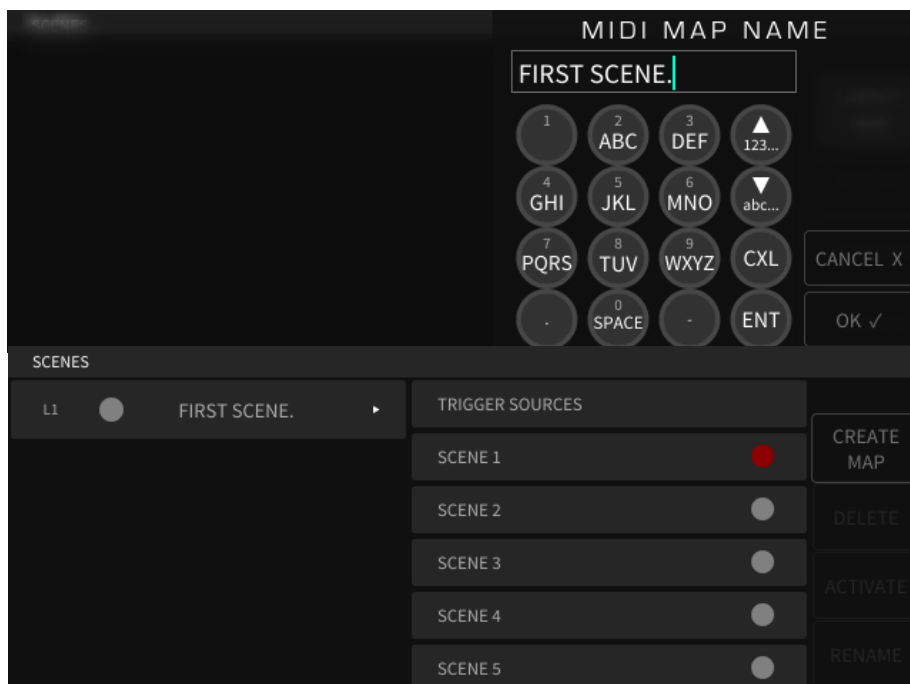 SCENES
MIDI MAP NAME
FIRST SCENE.
1
2
ABC
3
DEF
123...
4
GHI
5
JKL
6
MNO
abc...
7
PQRS
8
TUV
9
WXYZ
CXL
CANCEL X
.
0
SPACE
-
ENT
OK ✓
SCENES
L1
FIRST SCENE.
TRIGGER SOURCES
SCENE 1
SCENE 2
SCENE 3
SCENE 4
SCENE 5
CREATE
MAP
DELETE
ACTIVATE
RENAME